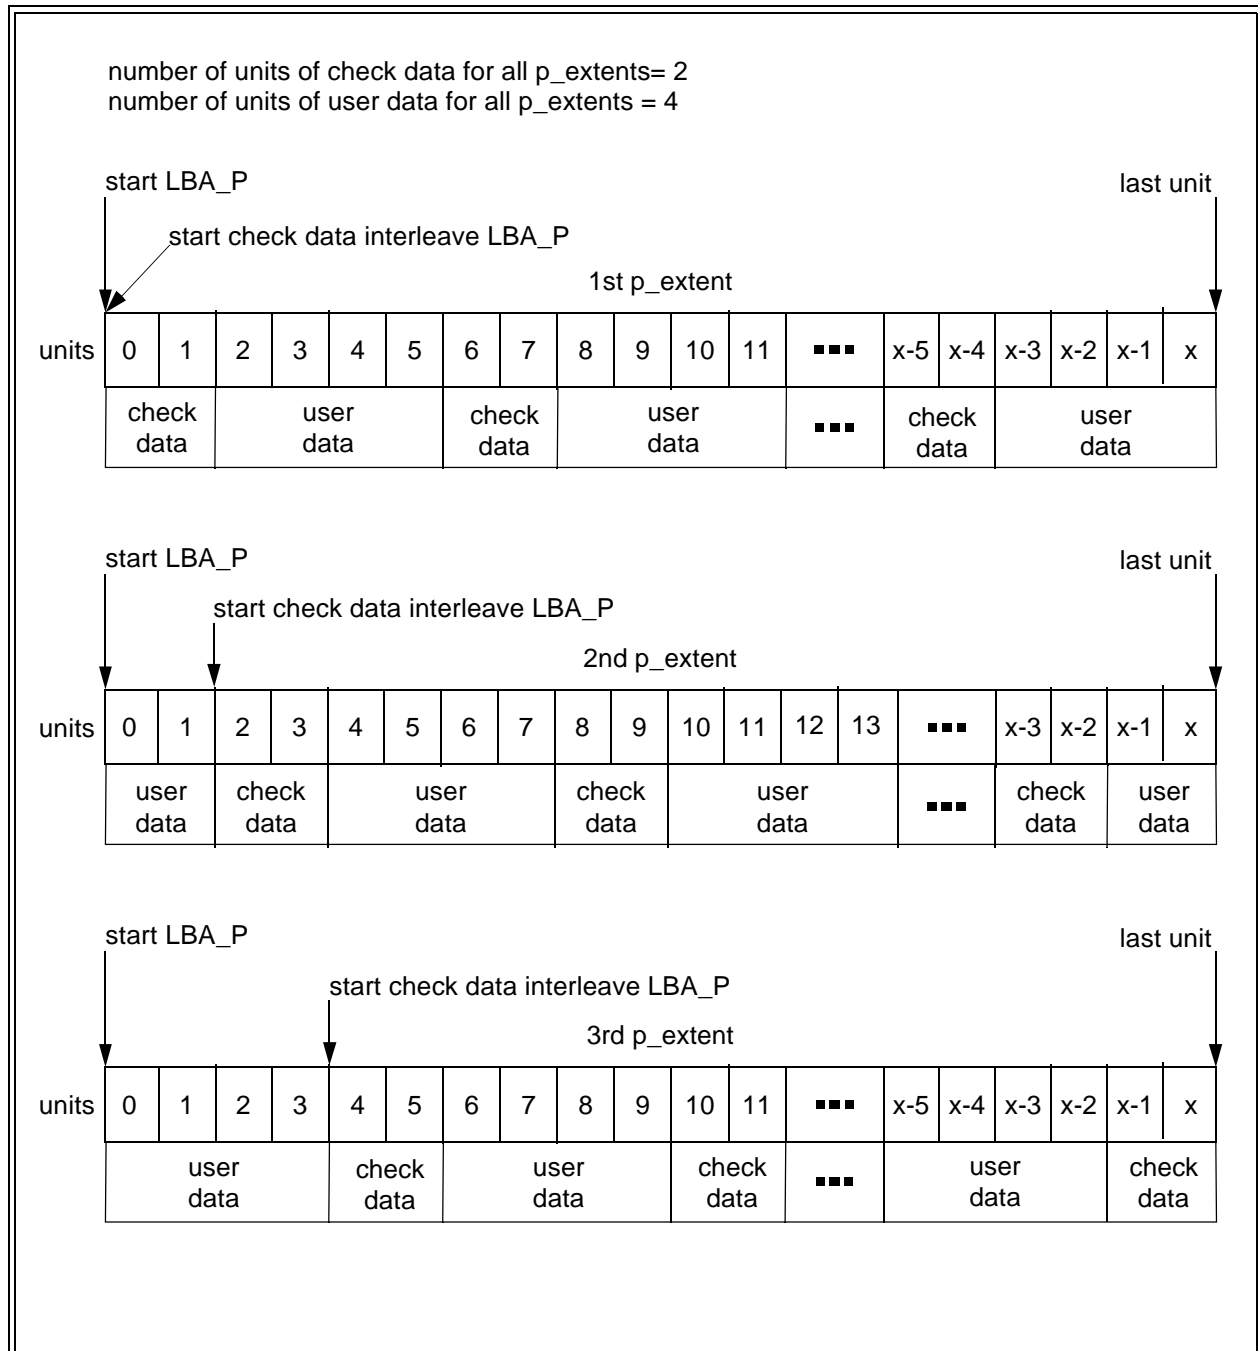 number of units of check data for all p_extents= 2
number of units of user data for all p_extents = 4
start LBA_P
last unit
start check data interleave LBA_P
1st p_extent
units 0 1 2 3 4 5 6 7 8 9 10 11 x-5 x-4 x-3 x-2 x-1 x
check user check user check user
data data data data data data
start LBA_P
last unit
start check data interleave LBA_P
2nd p_extent
units 0 1 2 3 4 5 6 7 8 9 10 11 12 13 x-3 x-2 x-1 x
user check user check user check user
data data data data data data data
start LBA_P
last unit
start check data interleave LBA_P
3rd p_extent
units 0 1 2 3 4 5 6 7 8 9 10 11 x-5 x-4 x-3 x-2 x-1 x
user check user check user check
data data data data data data